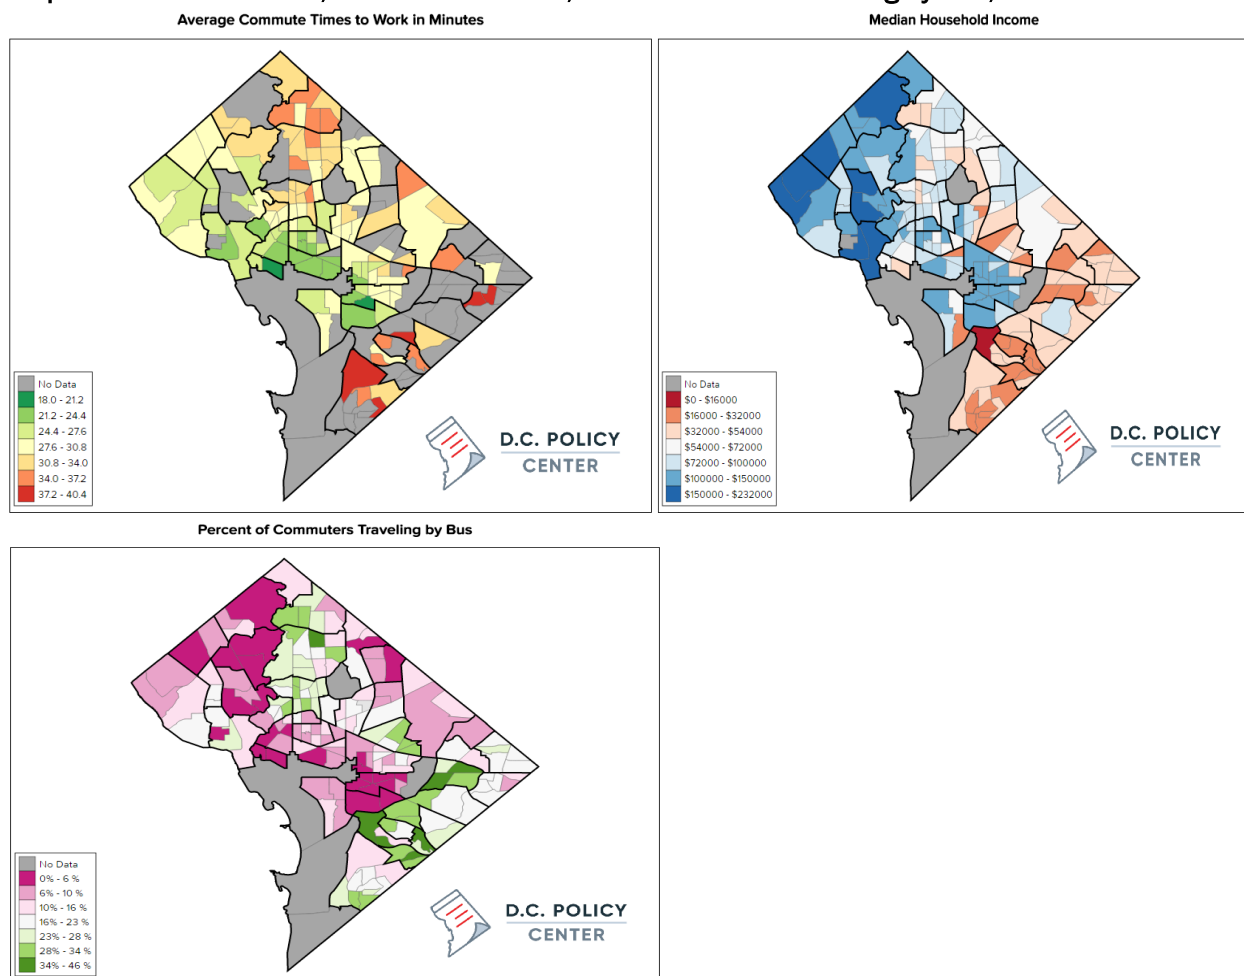 Average Commute Times to Work in Minutes
No Data
18.0 - 21.2
21.2 - 24.4
24.4 - 27.6
27.6 - 30.8
30.8 - 34.0
34.0 - 37.2
37.2 - 40.4
D.C. POLICY
CENTER
Median Household Income
No Data
$0 - $16000
$16000 - $32000
$32000 - $54000
$54000 - $72000
$72000 - $100000
$100000 - $150000
$150000 - $232000
D.C. POLICY
CENTER
Percent of Commuters Traveling by Bus
No Data
0% - 6 %
6% - 10 %
10% - 16 %
16% - 23 %
23% - 28 %
28% - 34 %
34% - 46 %
D.C. POLICY
CENTER